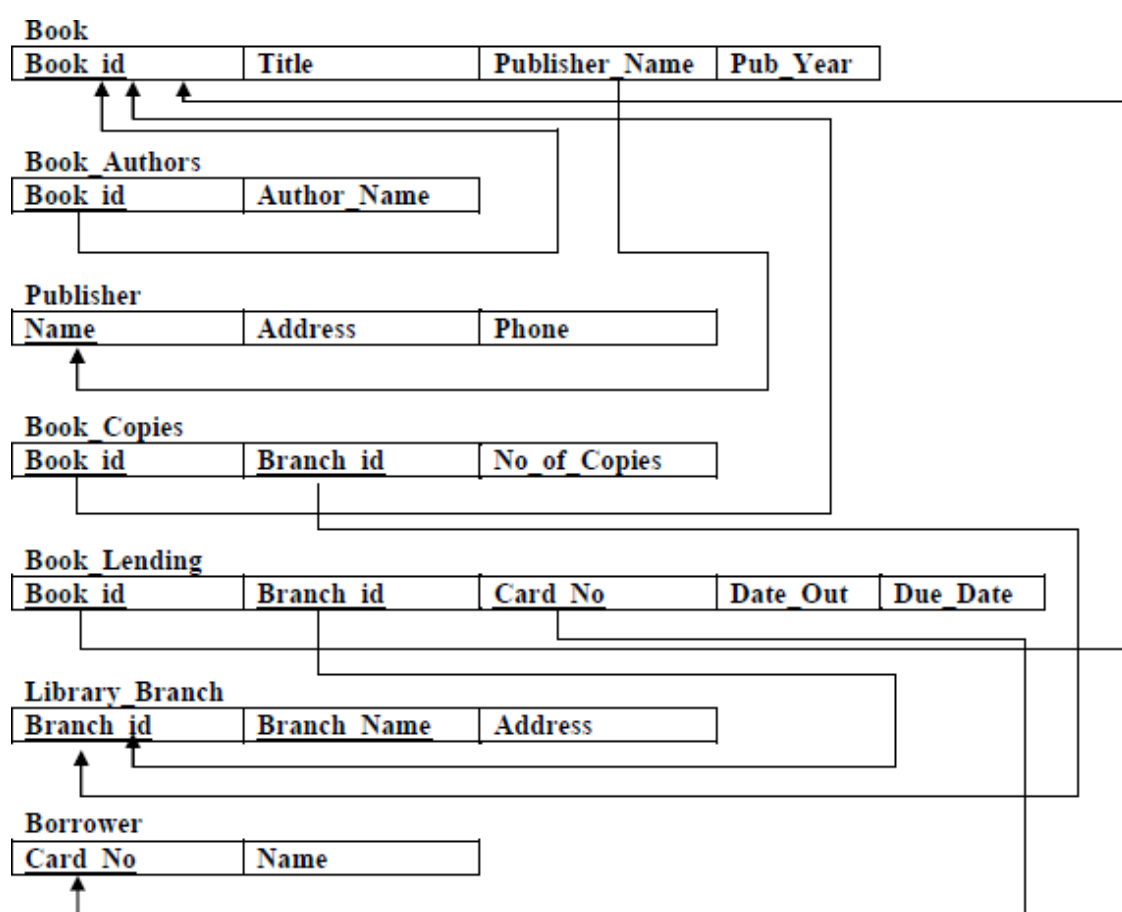 Book
Book_id Title Publisher_Name Pub_Year
Book_Authors
Book_id Author_Name
Publisher
Name Address Phone
Book_Copies
Book_id Branch_id No_of_Copies
Book_Lending
Book_id Branch_id Card_No Date_Out Due_Date
Library_Branch
Branch_id Branch_Name Address
Borrower
Card_No Name